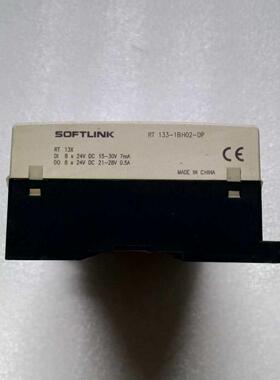 SOFTLINK
RT 133-1BH02-DP
RT 13X
DI 8 x 24V DC 15-30V 7mA
DO 8 x 24V DC 21-28V 0.5A
CE
MADE IN CHINA